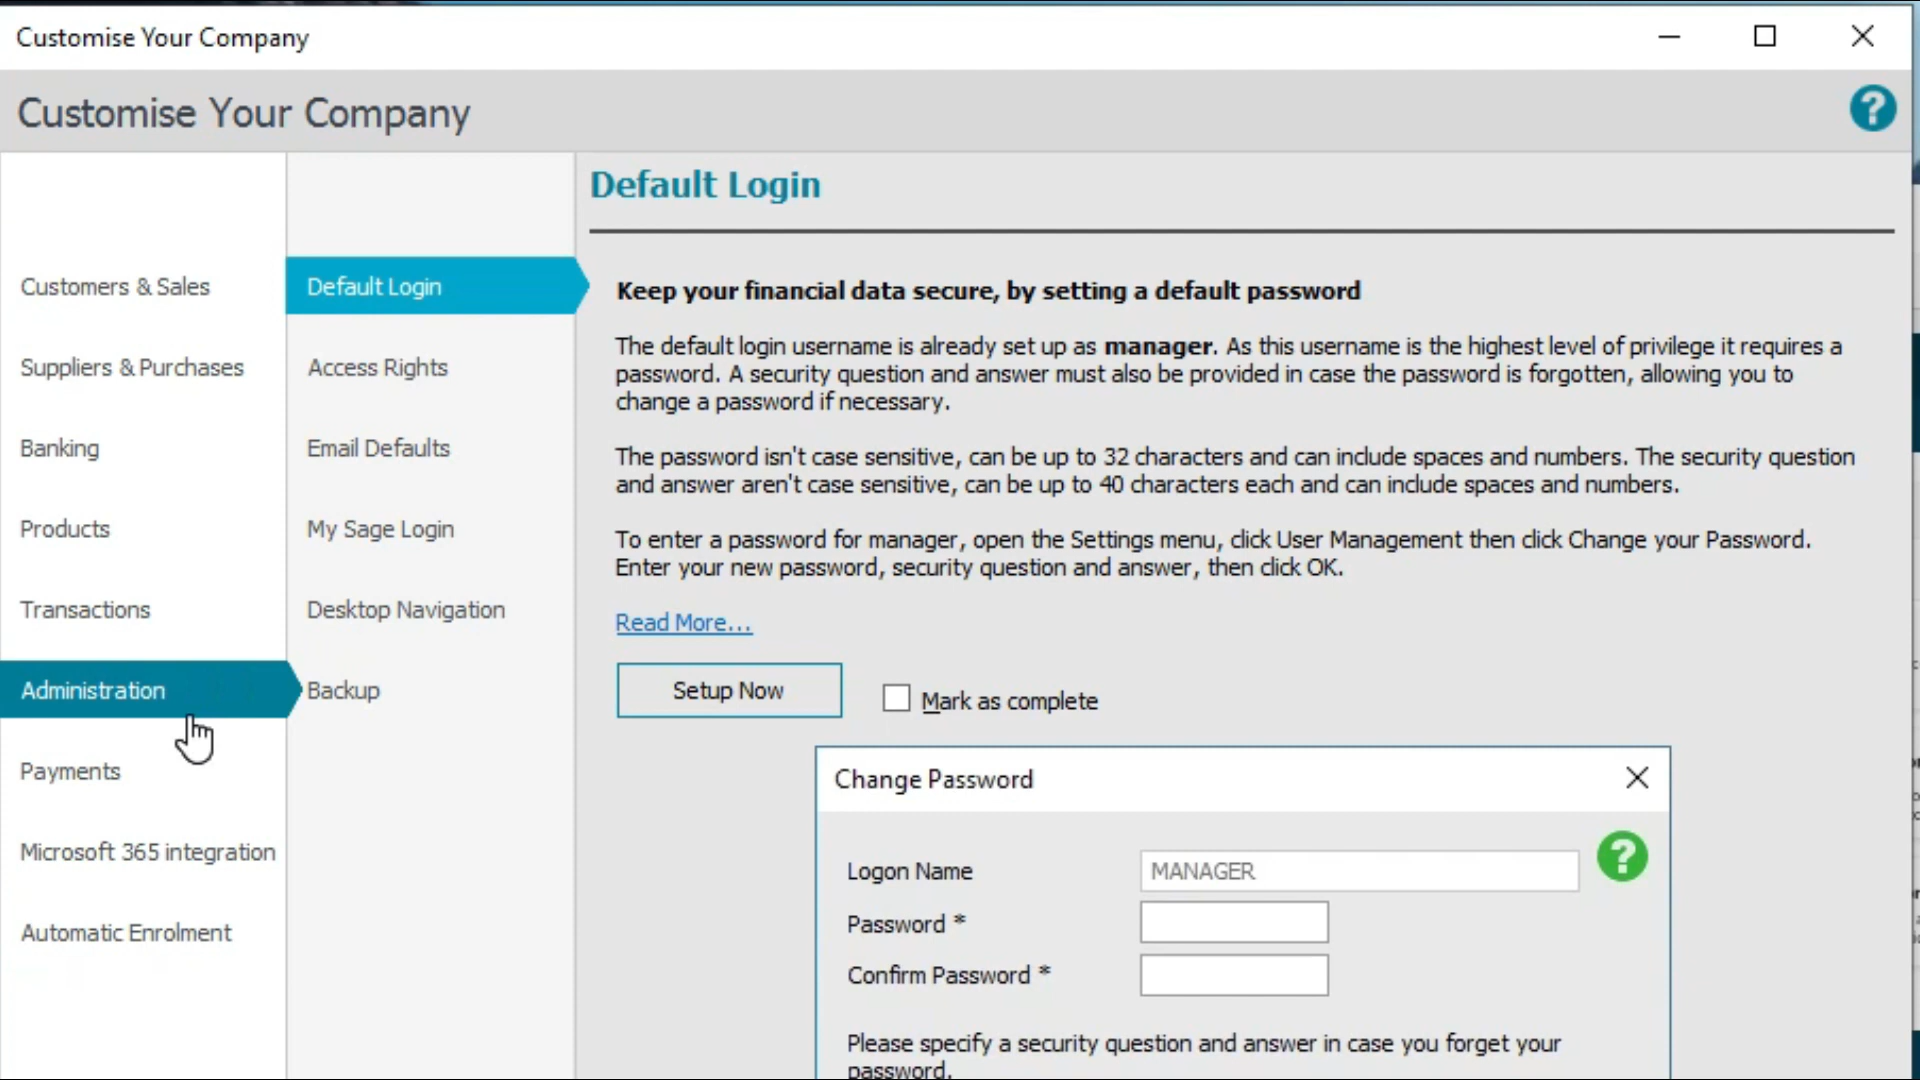 Customise Your Company
Customise Your Company
?
Customers & Sales
Suppliers & Purchases
Banking
Products
Transactions
Administration
Payments
Microsoft 365 integration
Automatic Enrolment
Default Login
Access Rights
Email Defaults
My Sage Login
Desktop Navigation
Backup
Default Login
Keep your financial data secure, by setting a default password
The default login username is already set up as manager. As this username is the highest level of privilege it requires a
password. A security question and answer must also be provided in case the password is forgotten, allowing you to
change a password if necessary.
The password isn't case sensitive, can be up to 32 characters and can include spaces and numbers. The security question
and answer aren't case sensitive, can be up to 40 characters each and can include spaces and numbers.
To enter a password for manager, open the Settings menu, click User Management then click Change your Password.
Enter your new password, security question and answer, then click OK.
Read More...
Setup Now
Mark as complete
Change Password
Logon Name
MANAGER
?
Password *
Confirm Password *
Please specify a security question and answer in case you forget your
password.